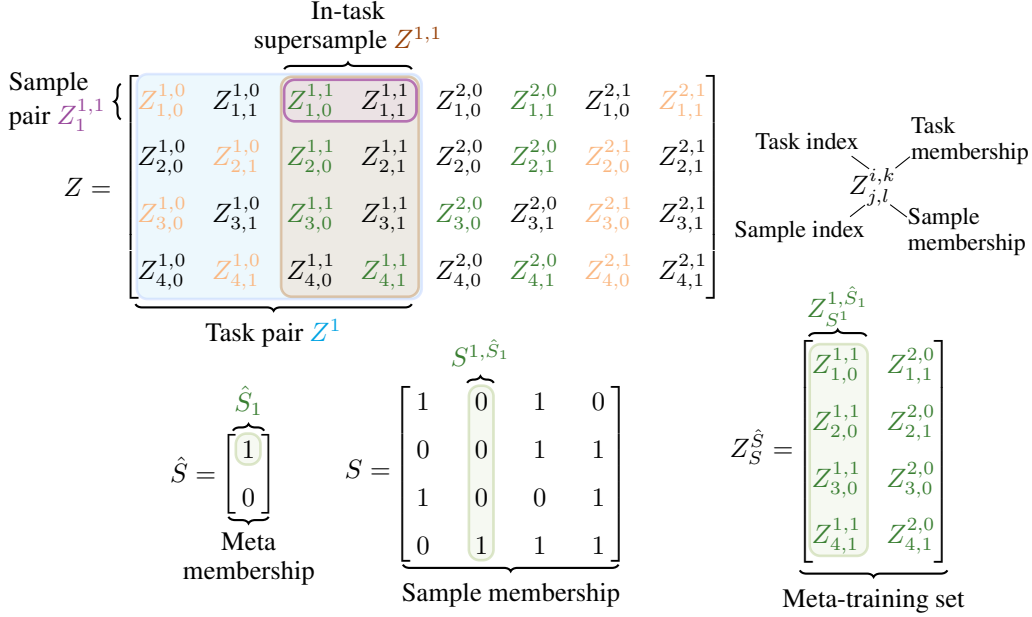 In-task
supersample Z^{1,1}
Sample
pair Z_1^{1,1}
Z =
Z_{1,0}^{1,0} Z_{1,1}^{1,0} Z_{1,0}^{1,1} Z_{1,1}^{1,1} Z_{1,0}^{2,0} Z_{1,1}^{2,0} Z_{1,0}^{2,1} Z_{1,1}^{2,1}
Z_{2,0}^{1,0} Z_{2,1}^{1,0} Z_{2,0}^{1,1} Z_{2,1}^{1,1} Z_{2,0}^{2,0} Z_{2,1}^{2,0} Z_{2,0}^{2,1} Z_{2,1}^{2,1}
Z_{3,0}^{1,0} Z_{3,1}^{1,0} Z_{3,0}^{1,1} Z_{3,1}^{1,1} Z_{3,0}^{2,0} Z_{3,1}^{2,0} Z_{3,1}^{2,1} Z_{3,1}^{2,1}
Z_{4,0}^{1,0} Z_{4,1}^{1,0} Z_{4,0}^{1,1} Z_{4,1}^{1,1} Z_{4,0}^{2,0} Z_{4,1}^{2,0} Z_{4,0}^{2,1} Z_{4,1}^{2,1}
Task pair Z^1
Task index
Task
membership
Z_{j,l}^{i,k}
Sample index
Sample
membership
Ŝ_1
Ŝ =
1
0
Meta
membership
S^{1,Ŝ_1}
S =
1 0 1 0
0 0 1 1
1 0 0 1
0 1 1 1
Sample membership
Z_{S^1}^{1,Ŝ_1}
Z_S^Ŝ =
Z_{1,0}^{1,1} Z_{1,1}^{2,0}
Z_{2,0}^{1,1} Z_{2,1}^{2,0}
Z_{3,0}^{1,1} Z_{3,0}^{2,0}
Z_{4,1}^{1,1} Z_{4,1}^{2,0}
Meta-training set